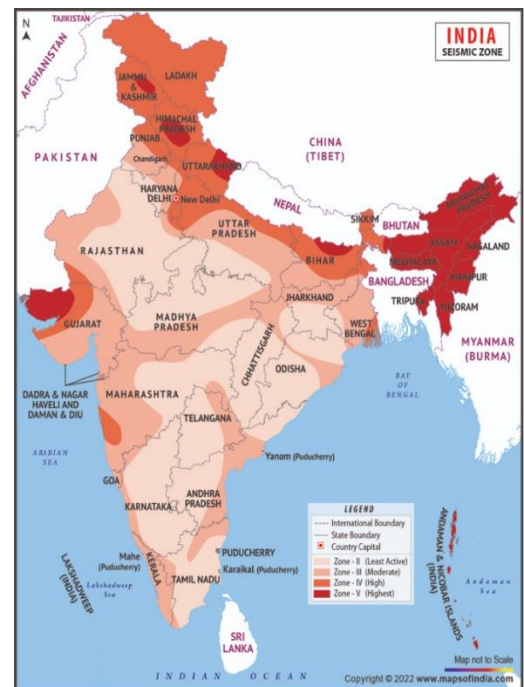 N
TAJIKISTAN
AFGHANISTAN
INDIA
SEISMIC ZONE
JAMMU
&
KASHMIR
LADAKH
HIMACHAL
PRADESH
PUNJAB
Chandigarh
UTTARAKHAND
CHINA
(TIBET)
PAKISTAN
HARYANA
DELHI
New Delhi
NEPAL
UTTAR
PRADESH
RAJASTHAN
SIKKIM
BHUTAN
ARUNACHAL
PRADESH
ASSAM
NAGALAND
MEGHALAYA
MANIPUR
BIHAR
BANGLADESH
TRIPURA
MIZORAM
JHARKHAND
WEST
BENGAL
GUJARAT
MADHYA
PRADESH
CHHATTISGARH
MYANMAR
(BURMA)
DADRA & NAGAR
HAVELI AND
DAMAN & DIU
MAHARASHTRA
ODISHA
BAY
OF
BENGAL
TELANGANA
ARABIAN
SEA
Yanam (Puducherry)
GOA
KARNATAKA
ANDHRA
PRADESH
LEGEND
International Boundary
State Boundary
Country Capital
Zone - II (Least Active)
Zone - III (Moderate)
Zone - IV (High)
Zone - V (Highest)
ANDAMAN & NICOBAR ISLANDS
(INDIA)
Andaman
Sea
LAKSHADWEEP
(INDIA)
Lakshadweep
Sea
Mahe
(Puducherry)
KERALA
PUDUCHERRY
Karaikal (Puducherry)
TAMIL NADU
SRI
LANKA
INDIAN OCEAN
Map not to Scale
Copyright © 2022 www.mapsofindia.com